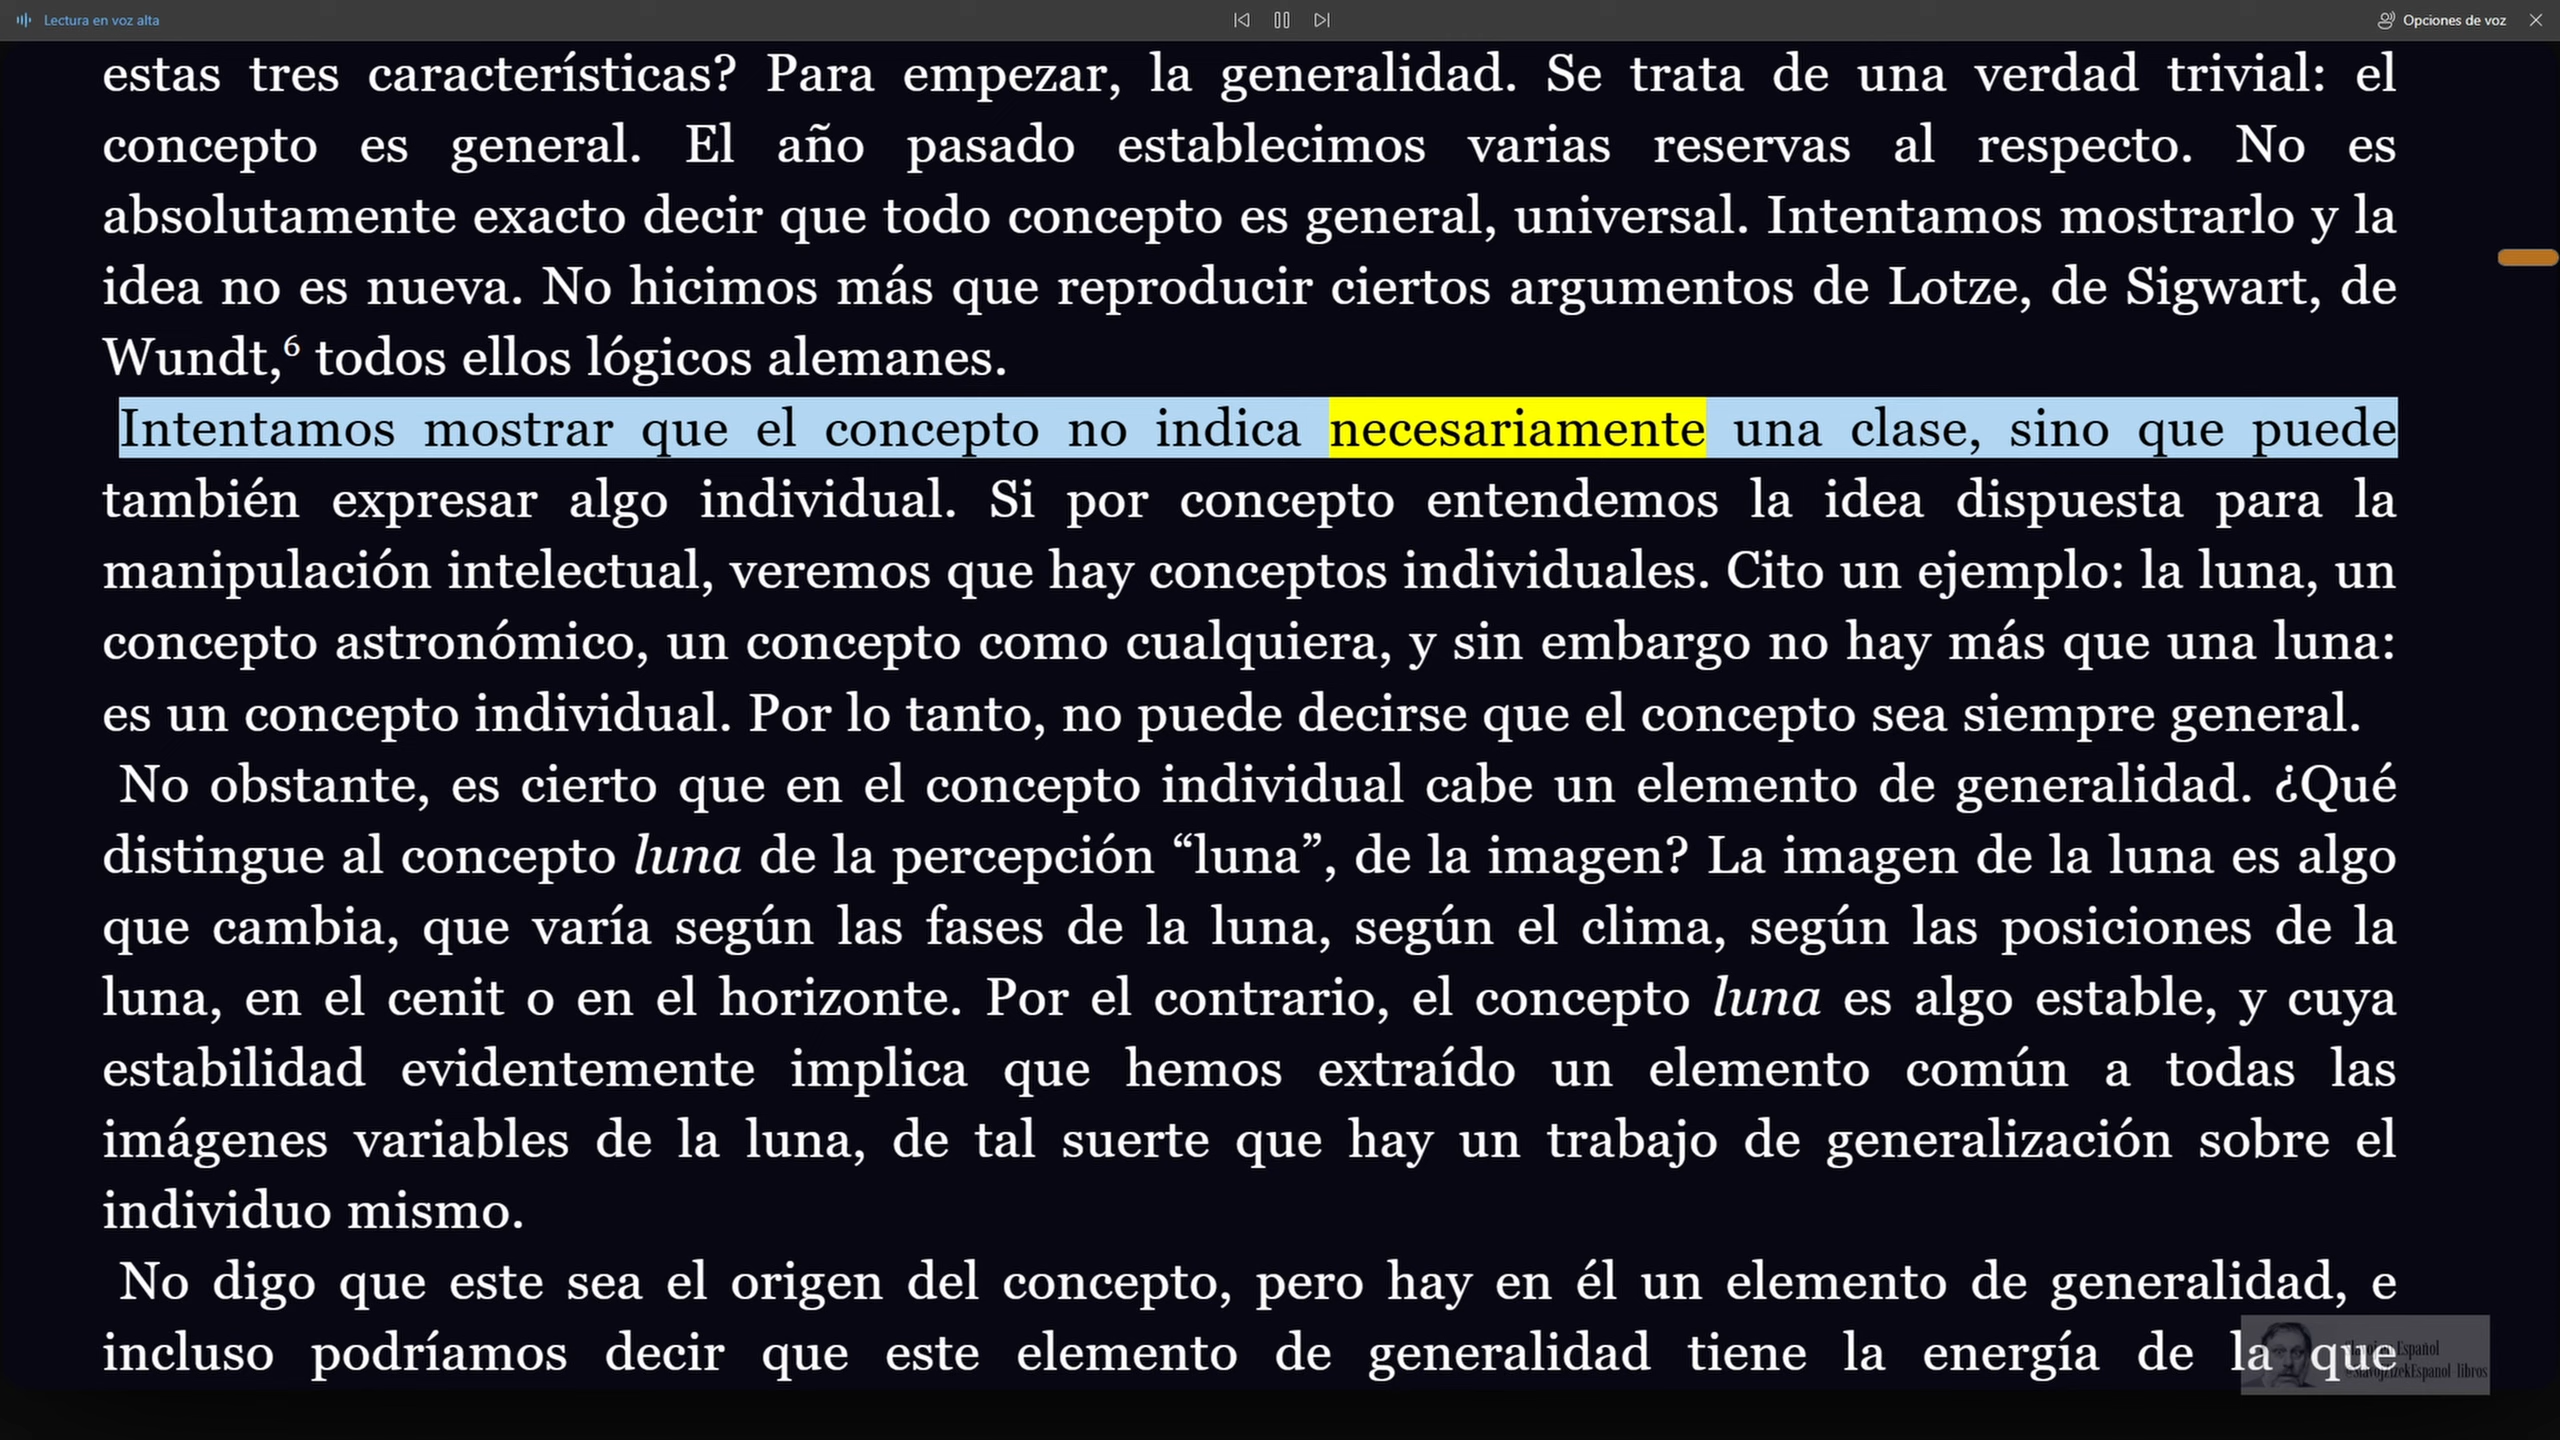 Lectura en voz alta
Opciones de voz
estas tres características? Para empezar, la generalidad. Se trata de una verdad trivial: el
concepto es general. El año pasado establecimos varias reservas al respecto. No es
absolutamente exacto decir que todo concepto es general, universal. Intentamos mostrarlo y la
idea no es nueva. No hicimos más que reproducir ciertos argumentos de Lotze, de Sigwart, de
Wundt,⁶ todos ellos lógicos alemanes.
Intentamos mostrar que el concepto no indica necesariamente una clase, sino que puede
también expresar algo individual. Si por concepto entendemos la idea dispuesta para la
manipulación intelectual, veremos que hay conceptos individuales. Cito un ejemplo: la luna, un
concepto astronómico, un concepto como cualquiera, y sin embargo no hay más que una luna:
es un concepto individual. Por lo tanto, no puede decirse que el concepto sea siempre general.
No obstante, es cierto que en el concepto individual cabe un elemento de generalidad. ¿Qué
distingue al concepto luna de la percepción “luna”, de la imagen? La imagen de la luna es algo
que cambia, que varía según las fases de la luna, según el clima, según las posiciones de la
luna, en el cenit o en el horizonte. Por el contrario, el concepto luna es algo estable, y cuya
estabilidad evidentemente implica que hemos extraído un elemento común a todas las
imágenes variables de la luna, de tal suerte que hay un trabajo de generalización sobre el
individuo mismo.
No digo que este sea el origen del concepto, pero hay en él un elemento de generalidad, e
incluso podríamos decir que este elemento de generalidad tiene la energía de la que
Español
libros